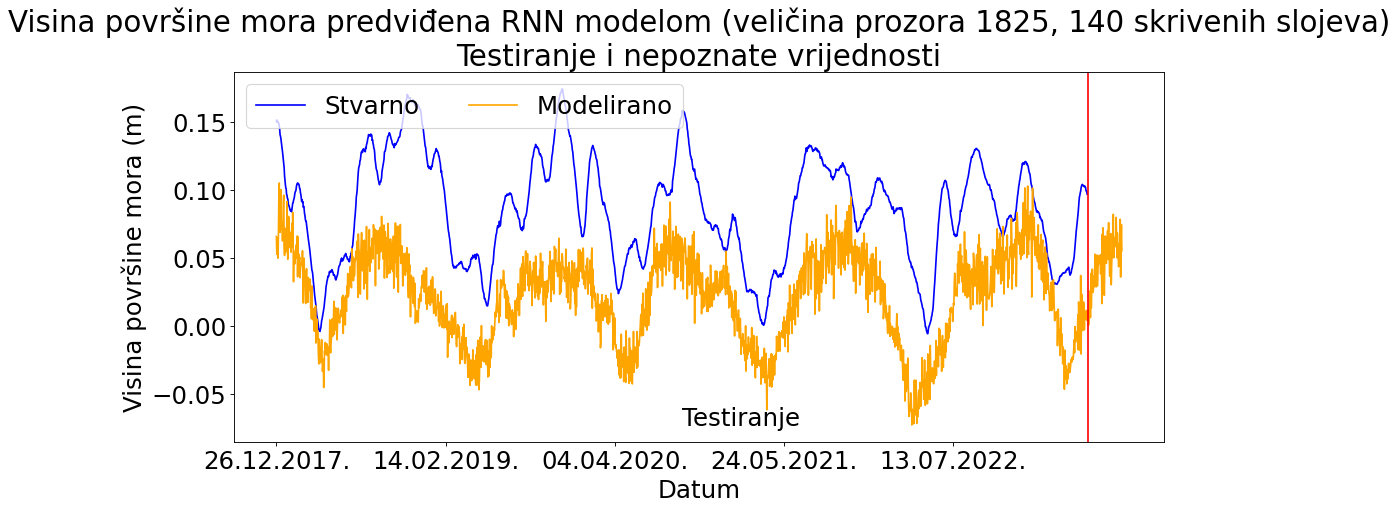 Visina površine mora predviđena RNN modelom (veličina prozora 1825, 140 skrivenih slojeva)
Testiranje i nepoznate vrijednosti
Stvarno Modelirano
Visina površine mora (m)
0.15
0.10
0.05
0.00
−0.05
Testiranje
26.12.2017. 14.02.2019. 04.04.2020. 24.05.2021. 13.07.2022.
Datum